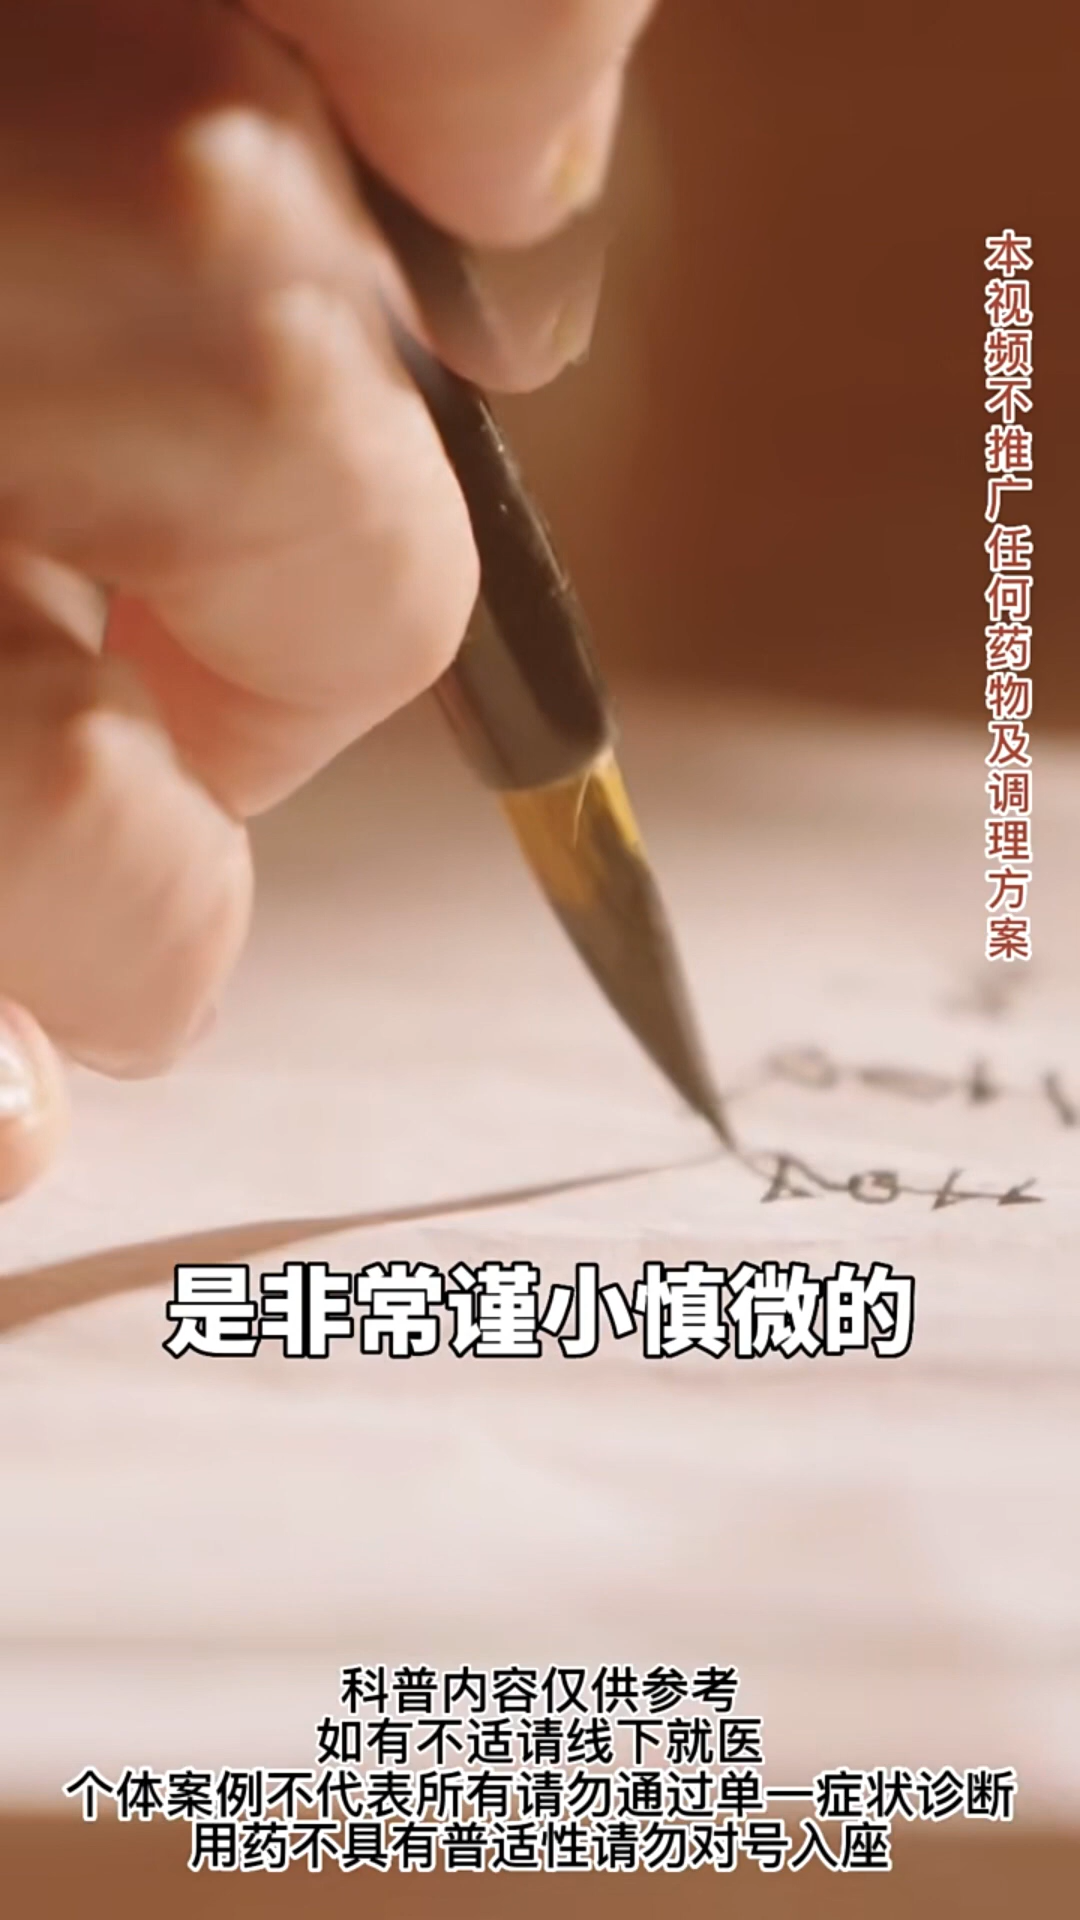 本视频不推广任何药物及调理方案
是非常谨小慎微的
科普内容仅供参考
如有不适请线下就医
个体案例不代表所有请勿通过单一症状诊断
用药不具有普适性请勿对号入座